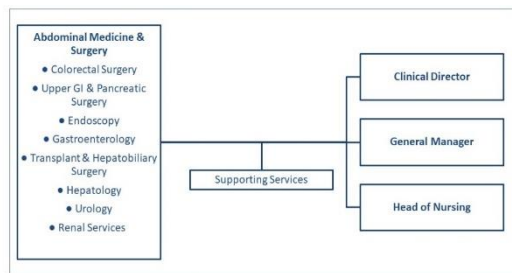 Abdominal Medicine &
Surgery
● Colorectal Surgery
● Upper GI & Pancreatic
Surgery
● Endoscopy
● Gastroenterology
● Transplant & Hepatobiliary
Surgery
● Hepatology
● Urology
● Renal Services
Supporting Services
Clinical Director
General Manager
Head of Nursing